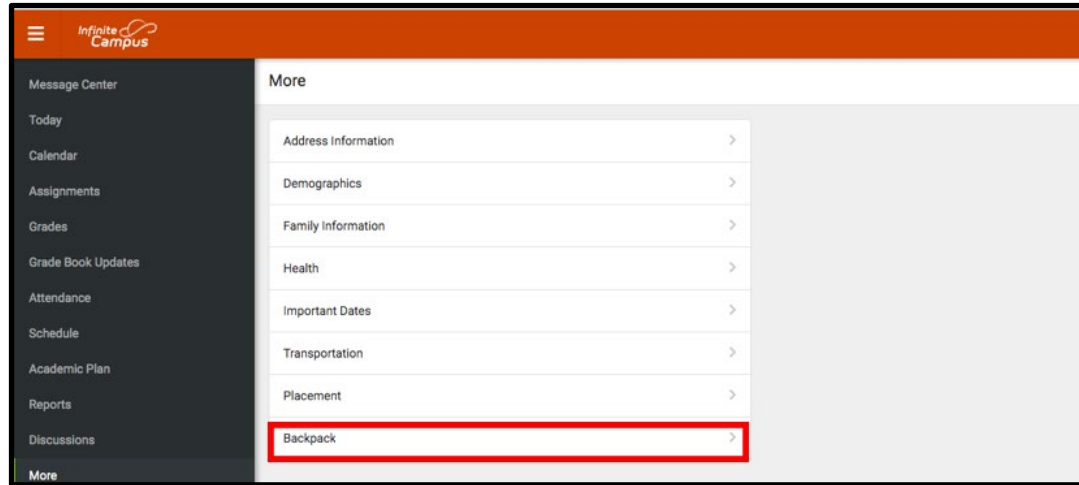 Infinite
Campus
Message Center
Today
Calendar
Assignments
Grades
Grade Book Updates
Attendance
Schedule
Academic Plan
Reports
Discussions
More
More
Address Information
Demographics
Family Information
Health
Important Dates
Transportation
Placement
Backpack